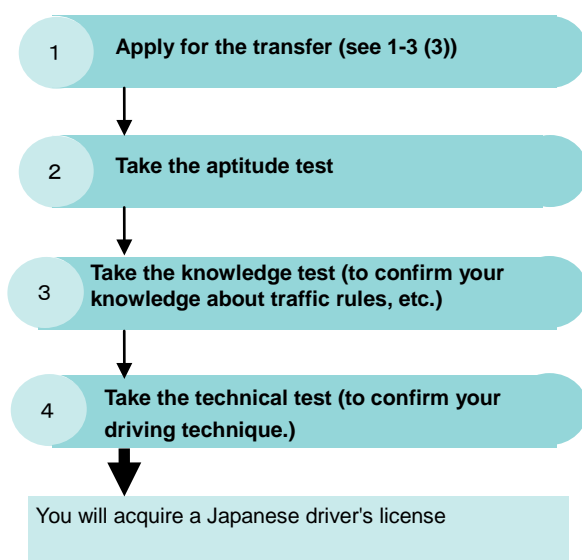 1
Apply for the transfer (see 1-3 (3))
2
Take the aptitude test
3
Take the knowledge test (to confirm your
knowledge about traffic rules, etc.)
4
Take the technical test (to confirm your
driving technique.)
You will acquire a Japanese driver's license